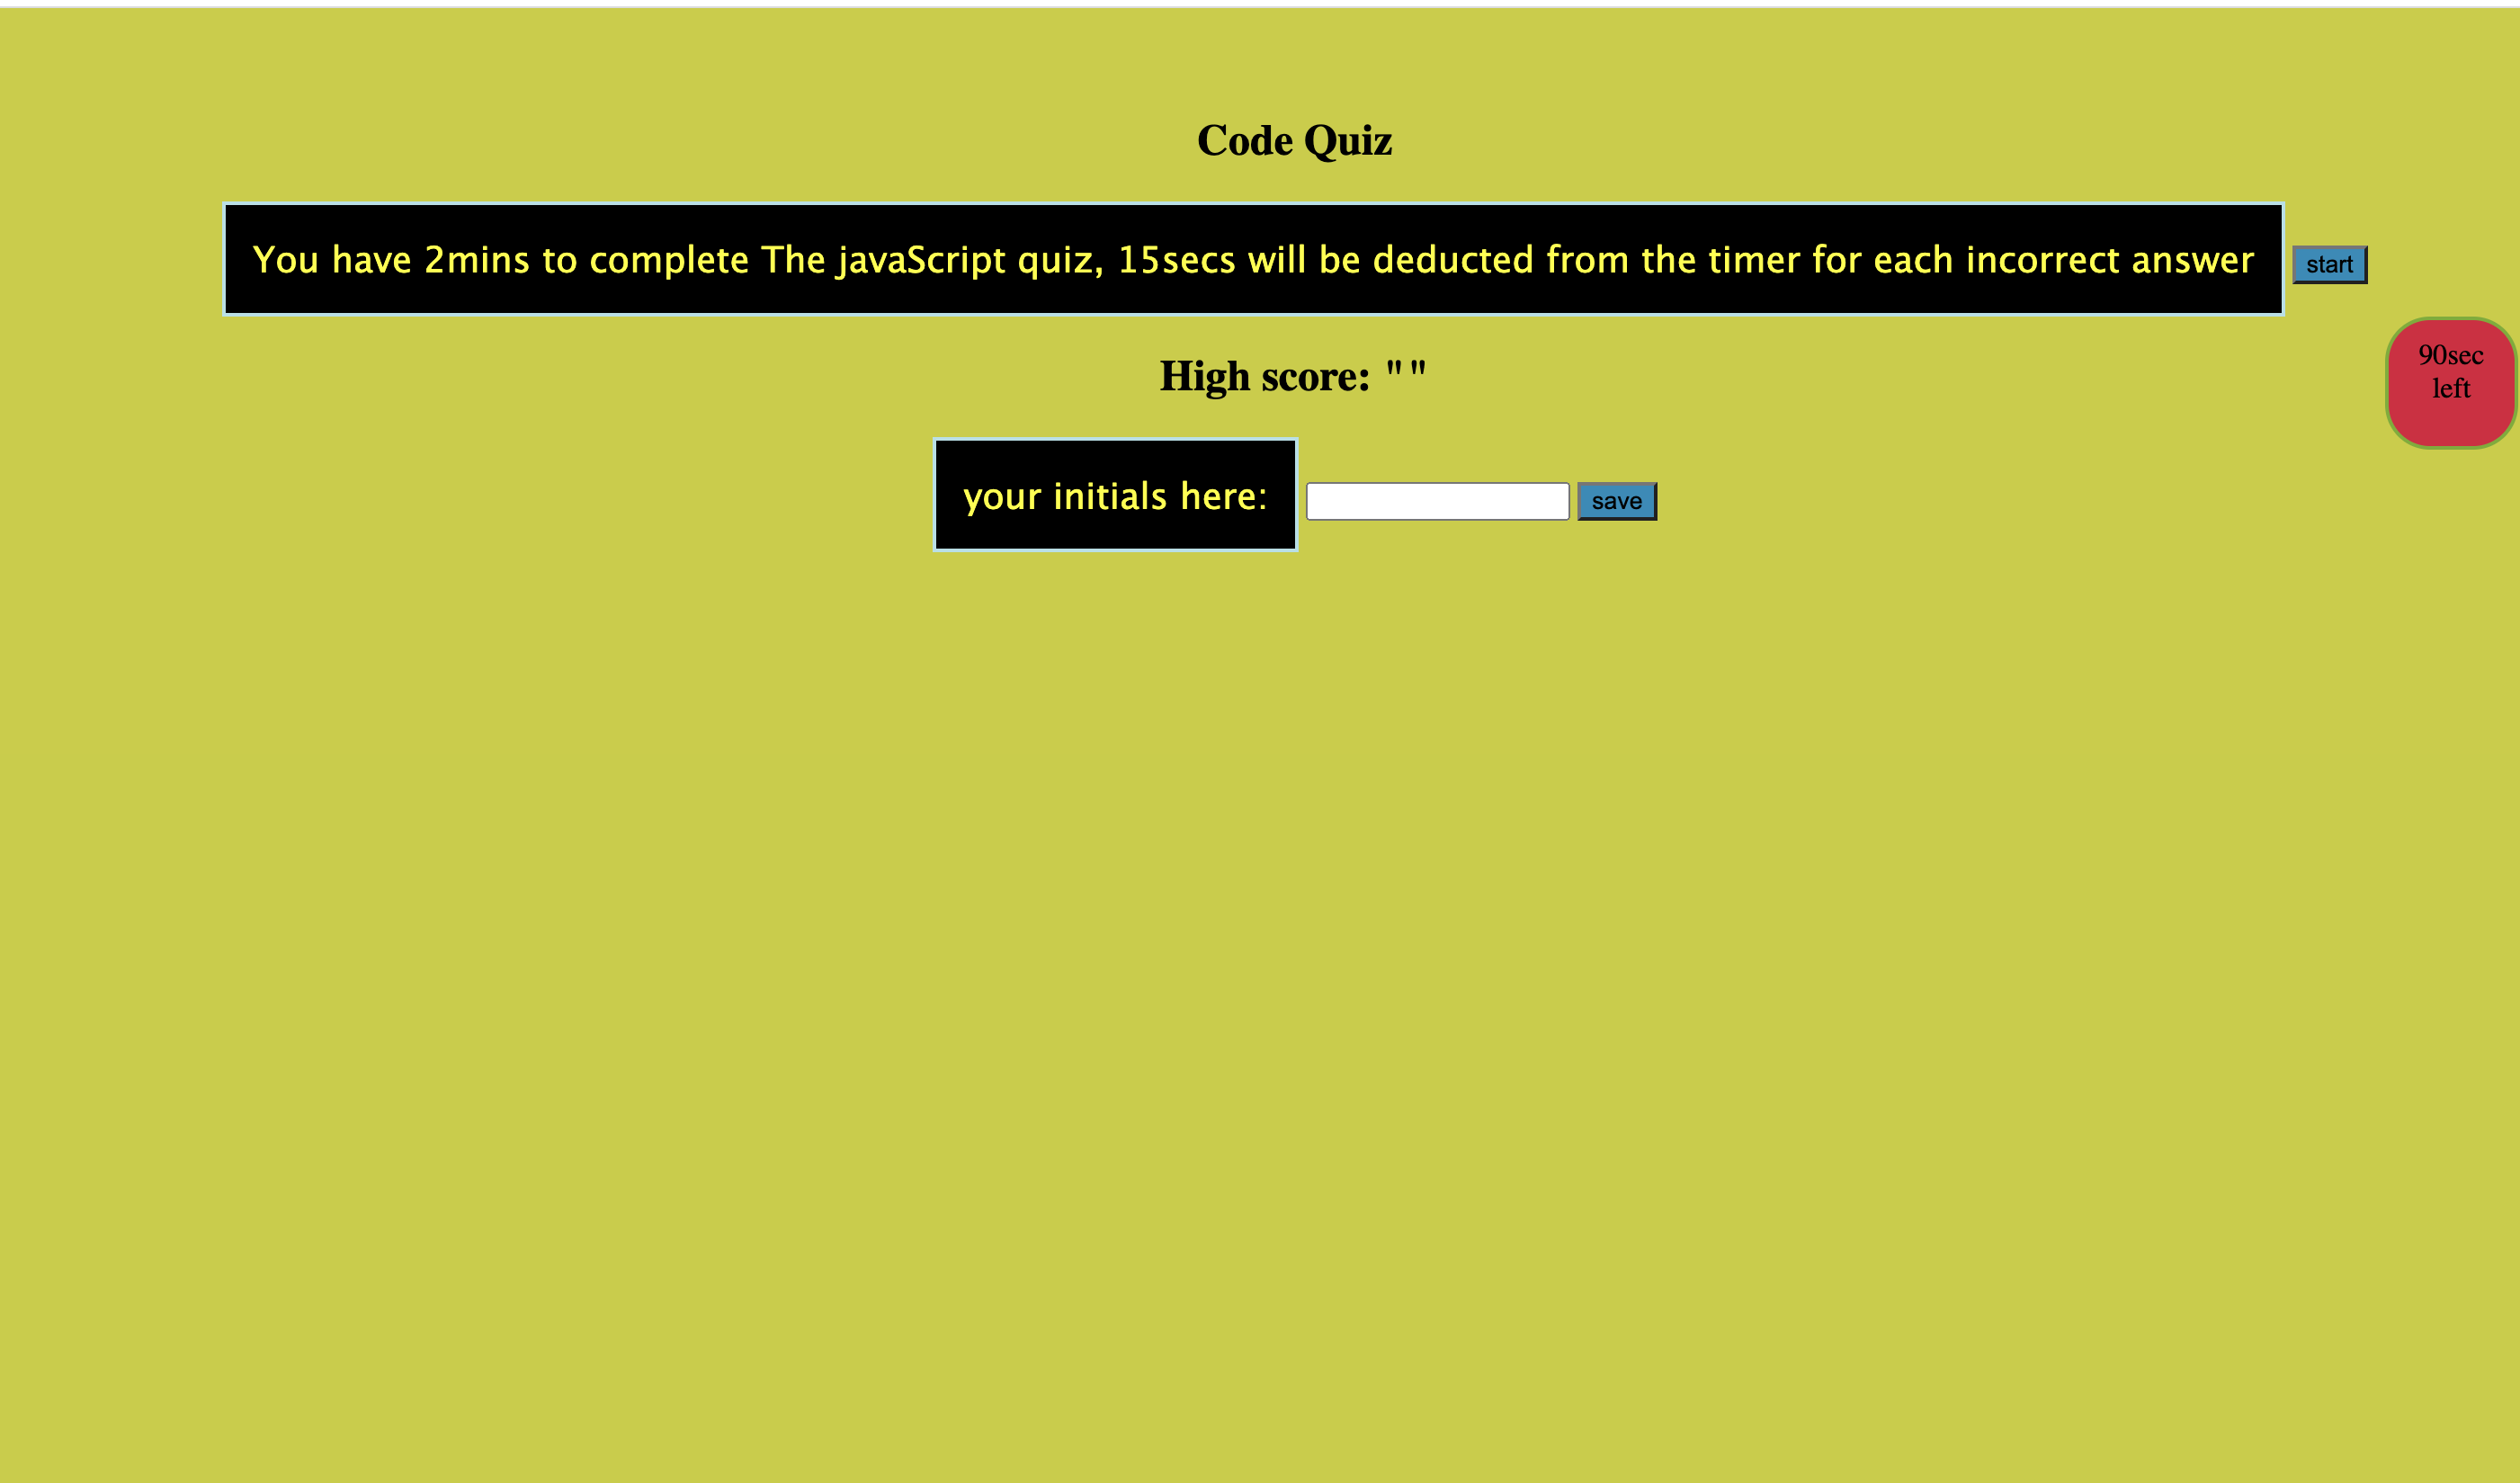 Code Quiz
You have 2mins to complete The javaScript quiz, 15secs will be deducted from the timer for each incorrect answer
start
90sec
left
High score: ""
your initials here:
save